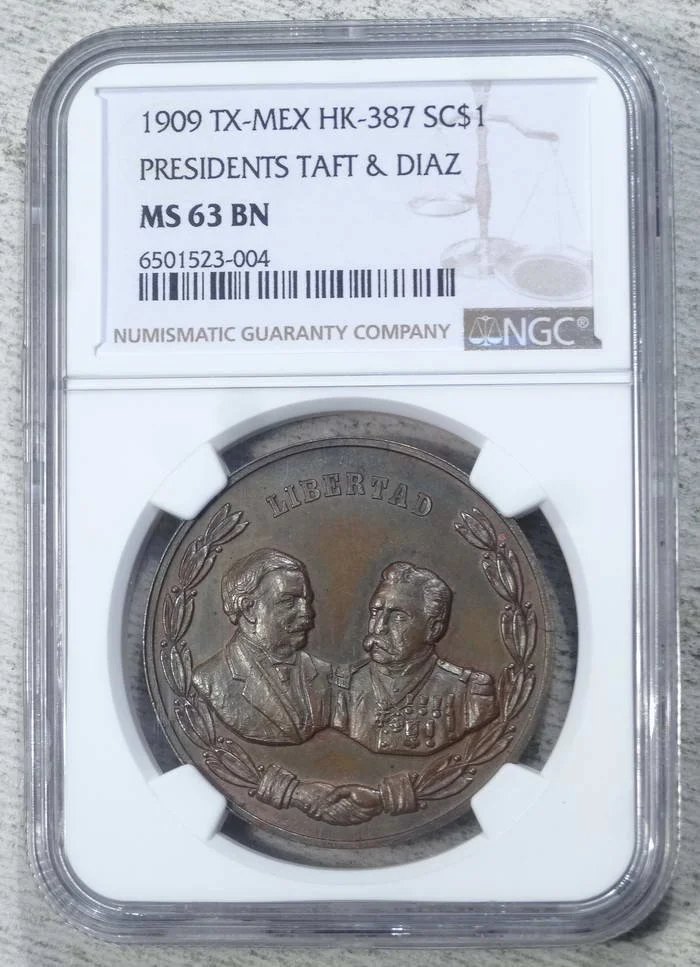 1909 TX-MEX HK-387 SC$1
PRESIDENTS TAFT & DIAZ
MS 63 BN
6501523-004
NUMISMATIC GUARANTY COMPANY NGC®
LIBERTAD